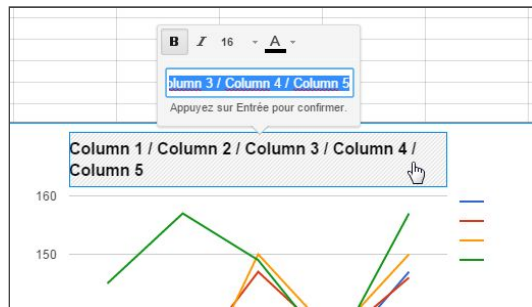 B I 16 A
olumn 3 / Column 4 / Column 5
Appuyez sur Entrée pour confirmer.
Column 1 / Column 2 / Column 3 / Column 4 /
Column 5
160
150